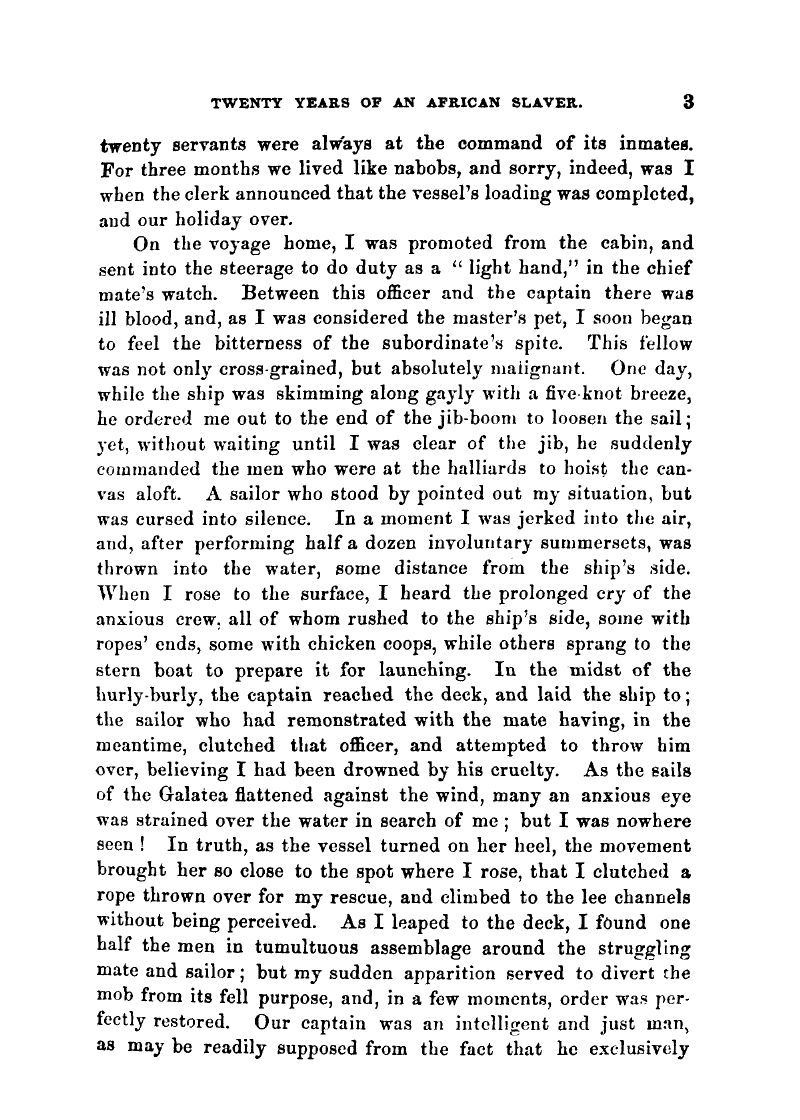 TWENTY YEARS OF AN AFRICAN SLAVER. 3
twenty servants were always at the command of its inmates.
For three months we lived like nabobs, and sorry, indeed, was I
when the clerk announced that the vessel's loading was completed,
and our holiday over.
On the voyage home, I was promoted from the cabin, and
sent into the steerage to do duty as a "light hand," in the chief
mate's watch. Between this officer and the captain there was
ill blood, and, as I was considered the master's pet, I soon began
to feel the bitterness of the subordinate's spite. This fellow
was not only cross-grained, but absolutely malignant. One day,
while the ship was skimming along gayly with a five-knot breeze,
he ordered me out to the end of the jib-boom to loosen the sail;
yet, without waiting until I was clear of the jib, he suddenly
commanded the men who were at the halliards to hoist the can-
vas aloft. A sailor who stood by pointed out my situation, but
was cursed into silence. In a moment I was jerked into the air,
and, after performing half a dozen involuntary summersets, was
thrown into the water, some distance from the ship's side.
When I rose to the surface, I heard the prolonged cry of the
anxious crew, all of whom rushed to the ship's side, some with
ropes' ends, some with chicken coops, while others sprang to the
stern boat to prepare it for launching. In the midst of the
hurly-burly, the captain reached the deck, and laid the ship to;
the sailor who had remonstrated with the mate having, in the
meantime, clutched that officer, and attempted to throw him
over, believing I had been drowned by his cruelty. As the sails
of the Galatea flattened against the wind, many an anxious eye
was strained over the water in search of me; but I was nowhere
seen! In truth, as the vessel turned on her heel, the movement
brought her so close to the spot where I rose, that I clutched a
rope thrown over for my rescue, and climbed to the lee channels
without being perceived. As I leaped to the deck, I found one
half the men in tumultuous assemblage around the struggling
mate and sailor; but my sudden apparition served to divert the
mob from its fell purpose, and, in a few moments, order was per-
fectly restored. Our captain was an intelligent and just man,
as may be readily supposed from the fact that he exclusively